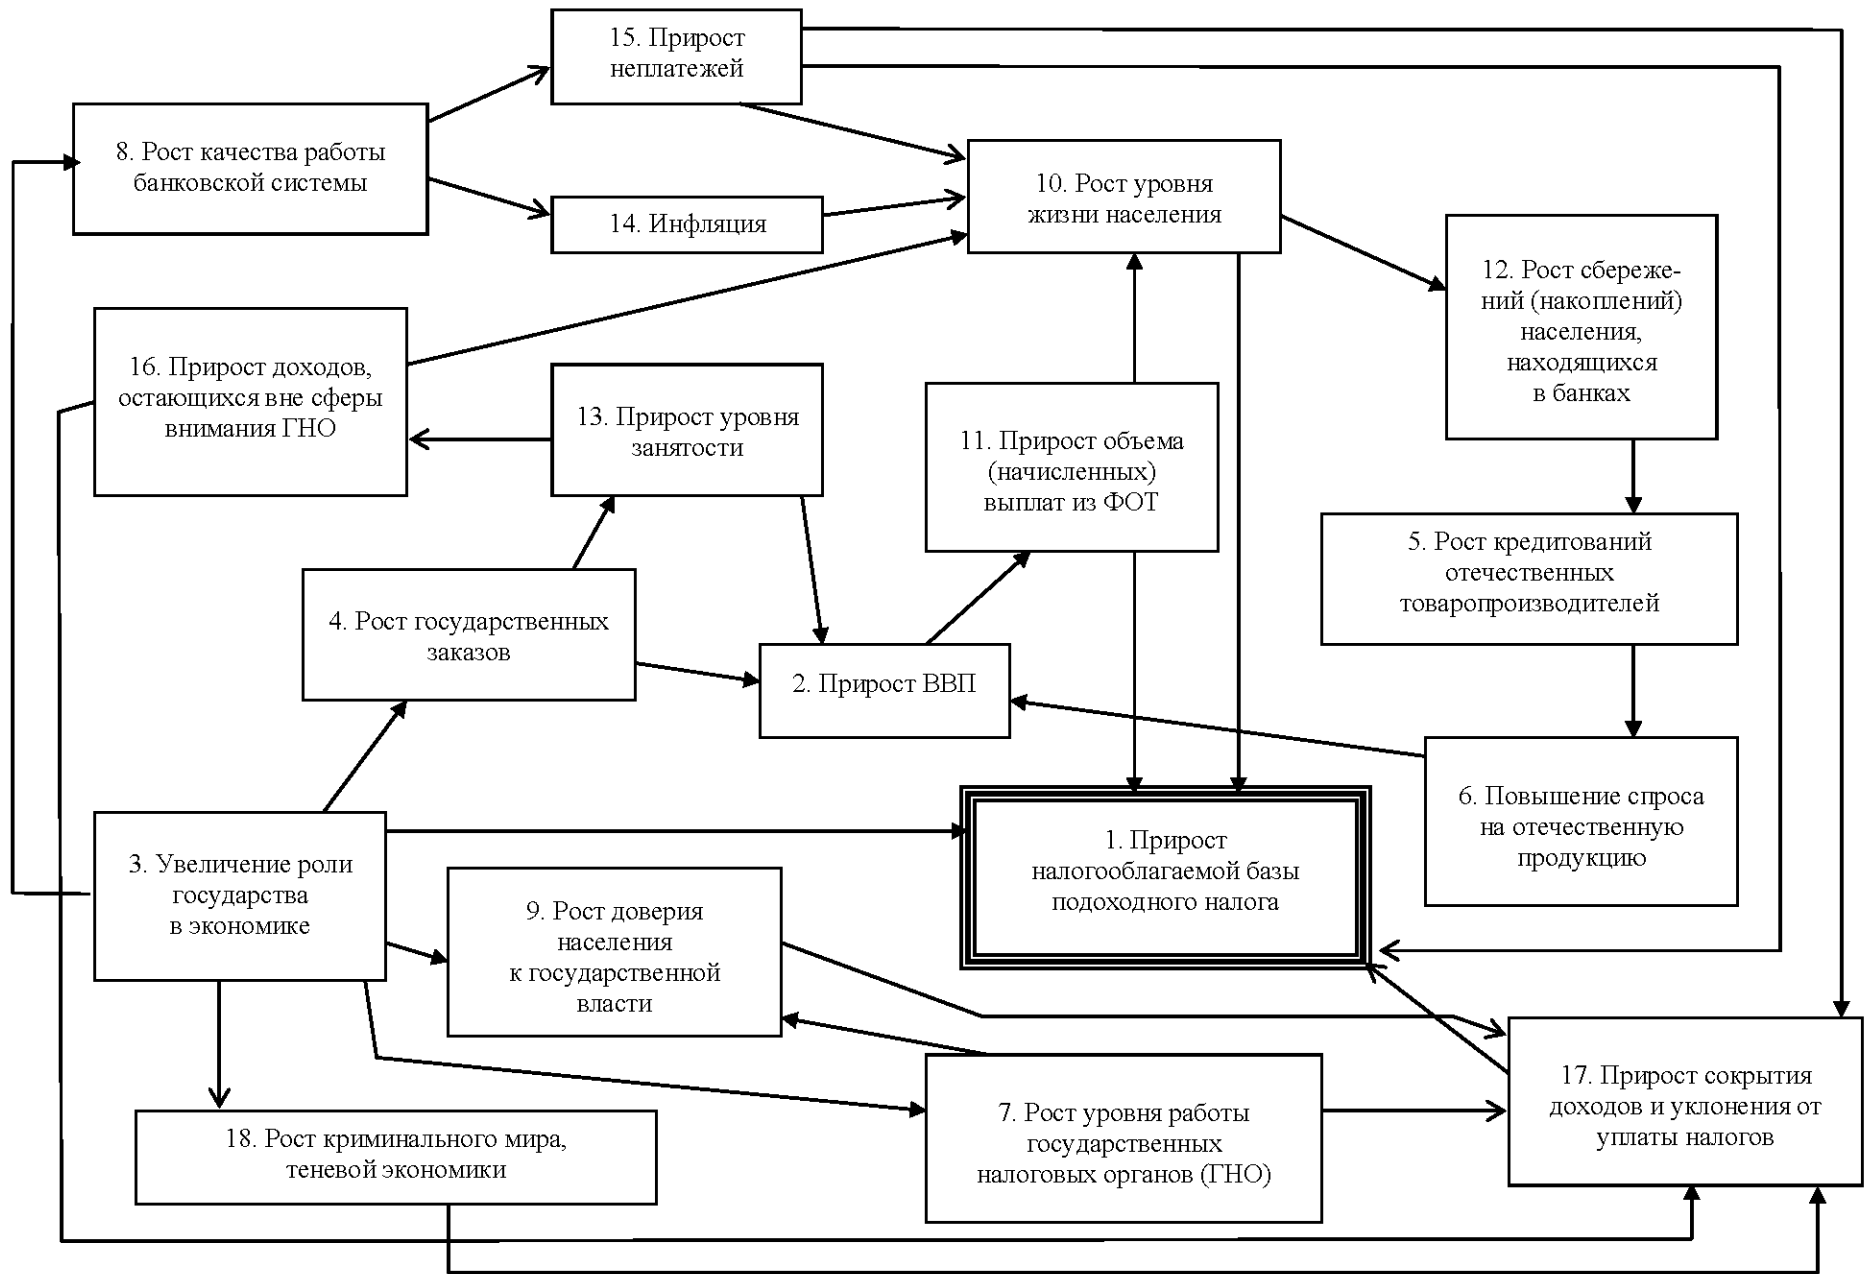 15. Прирост
неплатежей
8. Рост качества работы
банковской системы
14. Инфляция
10. Рост уровня
жизни населения
12. Рост сбереже-
ний (накоплений)
населения,
находящихся
в банках
16. Прирост доходов,
остающихся вне сферы
внимания ГНО
13. Прирост уровня
занятости
11. Прирост объема
(начисленных)
выплат из ФОТ
5. Рост кредитований
отечественных
товаропроизводителей
4. Рост государственных
заказов
2. Прирост ВВП
6. Повышение спроса
на отечественную
продукцию
3. Увеличение роли
государства
в экономике
1. Прирост
налогооблагаемой базы
подоходного налога
9. Рост доверия
населения
к государственной
власти
18. Рост криминального мира,
теневой экономики
7. Рост уровня работы
государственных
налоговых органов (ГНО)
17. Прирост сокрытия
доходов и уклонения от
уплаты налогов